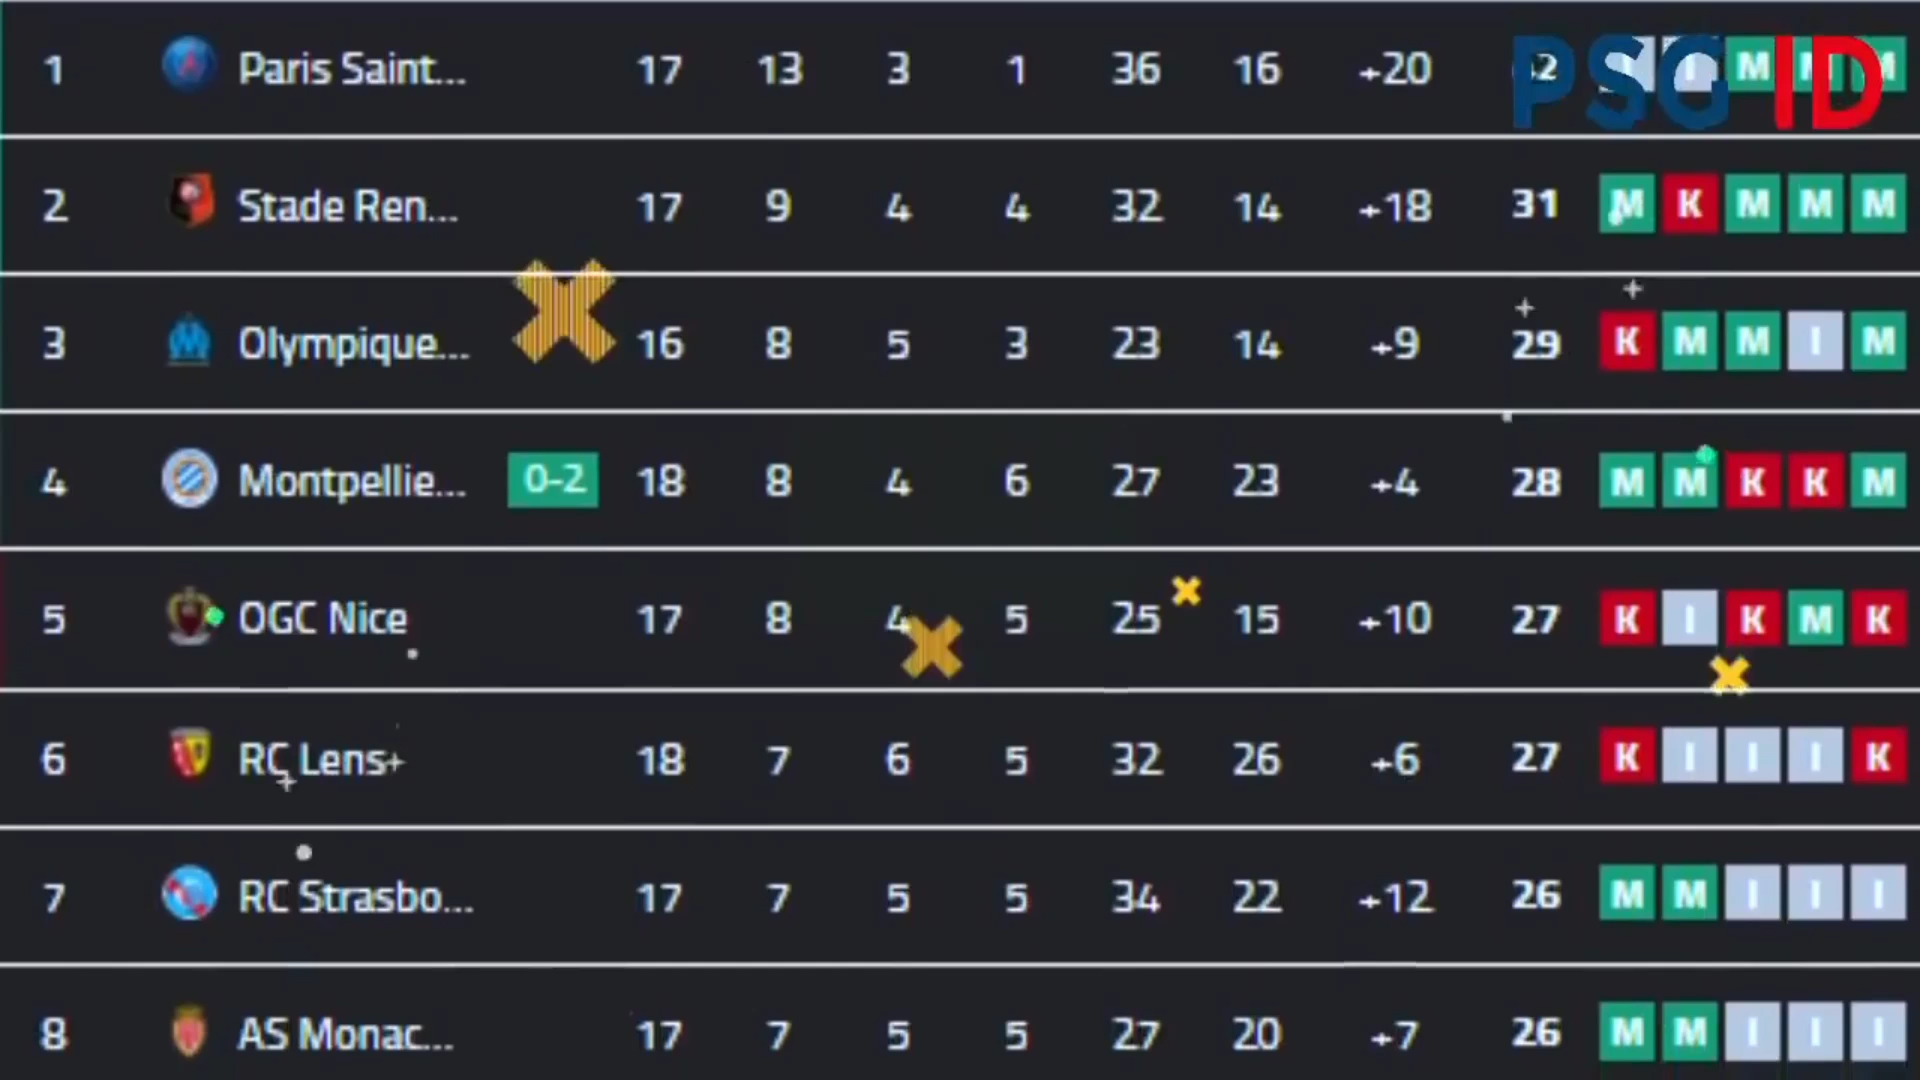 1 Paris Saint... 17 13 3 1 36 16 +20 I I M M M
PSG ID
2 Stade Ren... 17 9 4 4 32 14 +18 31 M K M M M
3 Olympique... 16 8 5 3 23 14 +9 29 K M M I M
4 Montpellie... 0-2 18 8 4 6 27 23 +4 28 M M K K M
5 OGC Nice 17 8 4 5 25 15 +10 27 K I K M K
6 RC Lens 18 7 6 5 32 26 +6 27 K I I I K
7 RC Strasbo... 17 7 5 5 34 22 +12 26 M M I I I
8 AS Monac... 17 7 5 5 27 20 +7 26 M M I I I